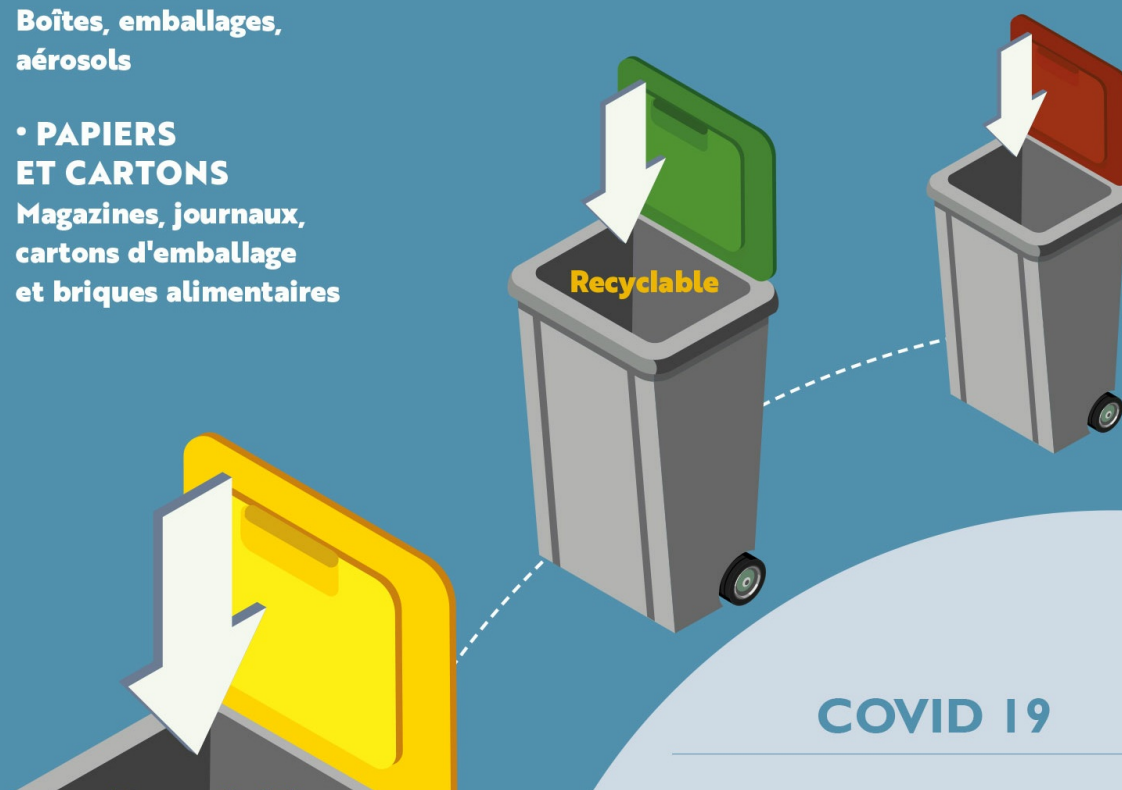 Boîtes, emballages,
aérosols
• PAPIERS
ET CARTONS
Magazines, journaux,
cartons d'emballage
et briques alimentaires
Recyclable
COVID 19